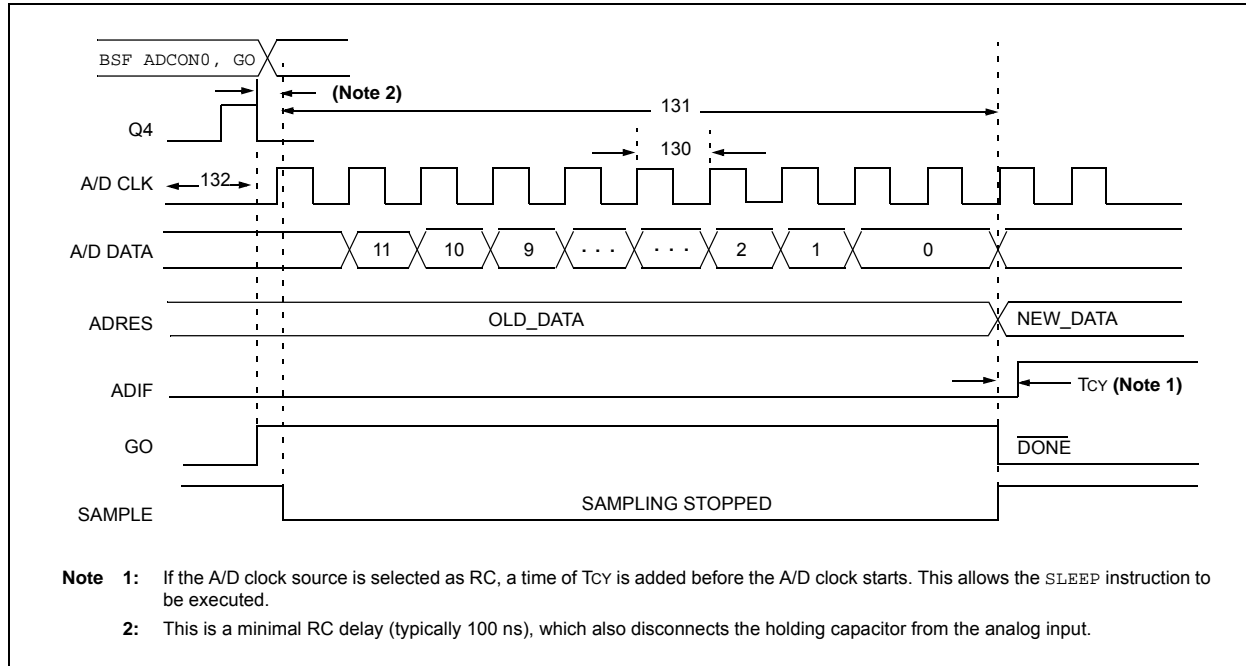 BSF ADCON0, GO
(Note 2)
131
Q4
130
A/D CLK
132
A/D DATA
11 10 9 . . . . . . 2 1 0
ADRES
OLD_DATA
NEW_DATA
ADIF
TCY (Note 1)
GO
DONE
SAMPLE
SAMPLING STOPPED
Note 1: If the A/D clock source is selected as RC, a time of TCY is added before the A/D clock starts. This allows the SLEEP instruction to
be executed.
2: This is a minimal RC delay (typically 100 ns), which also disconnects the holding capacitor from the analog input.